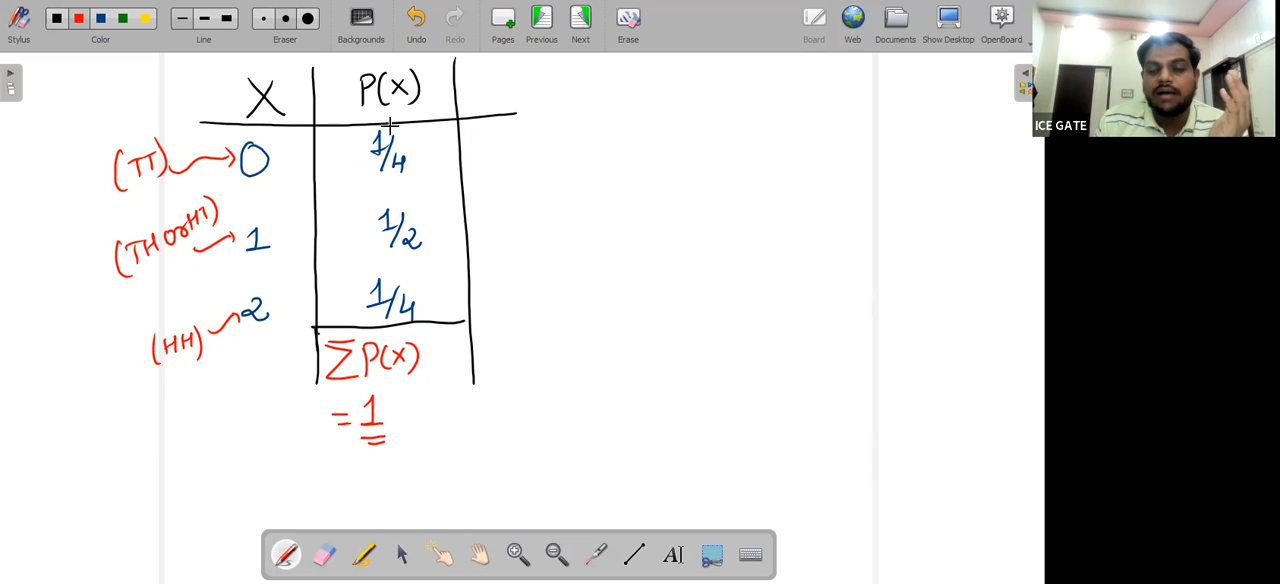 Stylus
Color
Line
Eraser
Backgrounds
Undo
Redo
Pages
Previous
Next
Erase
Board
Web
Documents
Show Desktop
OpenBoard
ICE GATE
X P(x)
(TT) 0 1/4
(TH or HT) 1 1/2
(HH) 2 1/4
Σ P(x)
= 1
AI